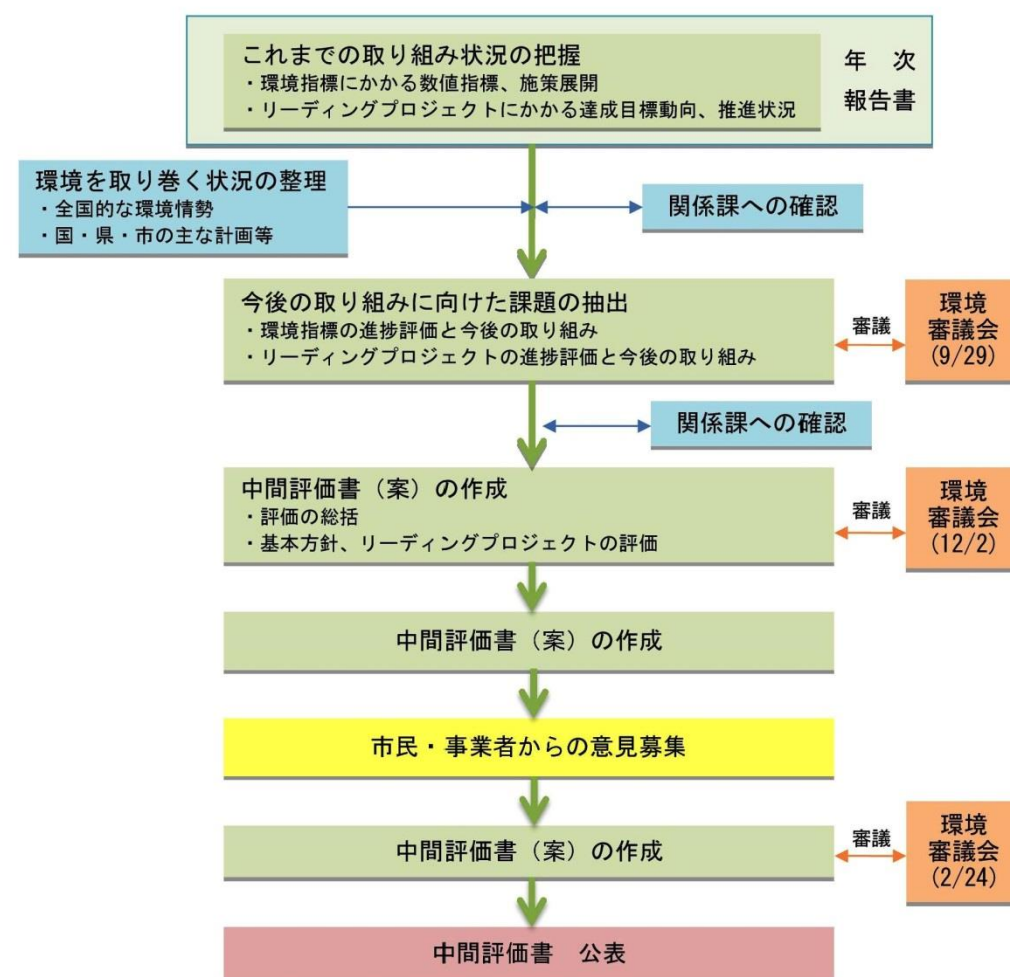 これまでの取り組み状況の把握
・環境指標にかかる数値指標、施策展開
・リーディングプロジェクトにかかる達成目標動向、推進状況
年　次
報告書
環境を取り巻く状況の整理
・全国的な環境情勢
・国・県・市の主な計画等
関係課への確認
今後の取り組みに向けた課題の抽出
・環境指標の進捗評価と今後の取り組み
・リーディングプロジェクトの進捗評価と今後の取り組み
審議
環境
審議会
(9/29)
関係課への確認
中間評価書（案）の作成
・評価の総括
・基本方針、リーディングプロジェクトの評価
審議
環境
審議会
(12/2)
中間評価書（案）の作成
市民・事業者からの意見募集
中間評価書（案）の作成
審議
環境
審議会
(2/24)
中間評価書　公表